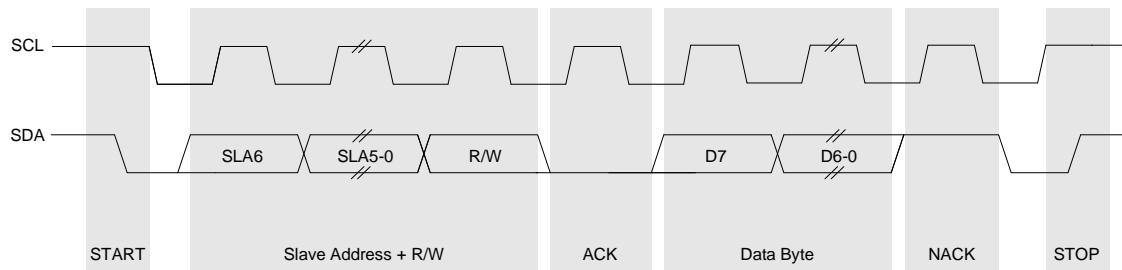 SCL
SDA
SLA6 SLA5-0 R/W D7 D6-0
START Slave Address + R/W ACK Data Byte NACK STOP